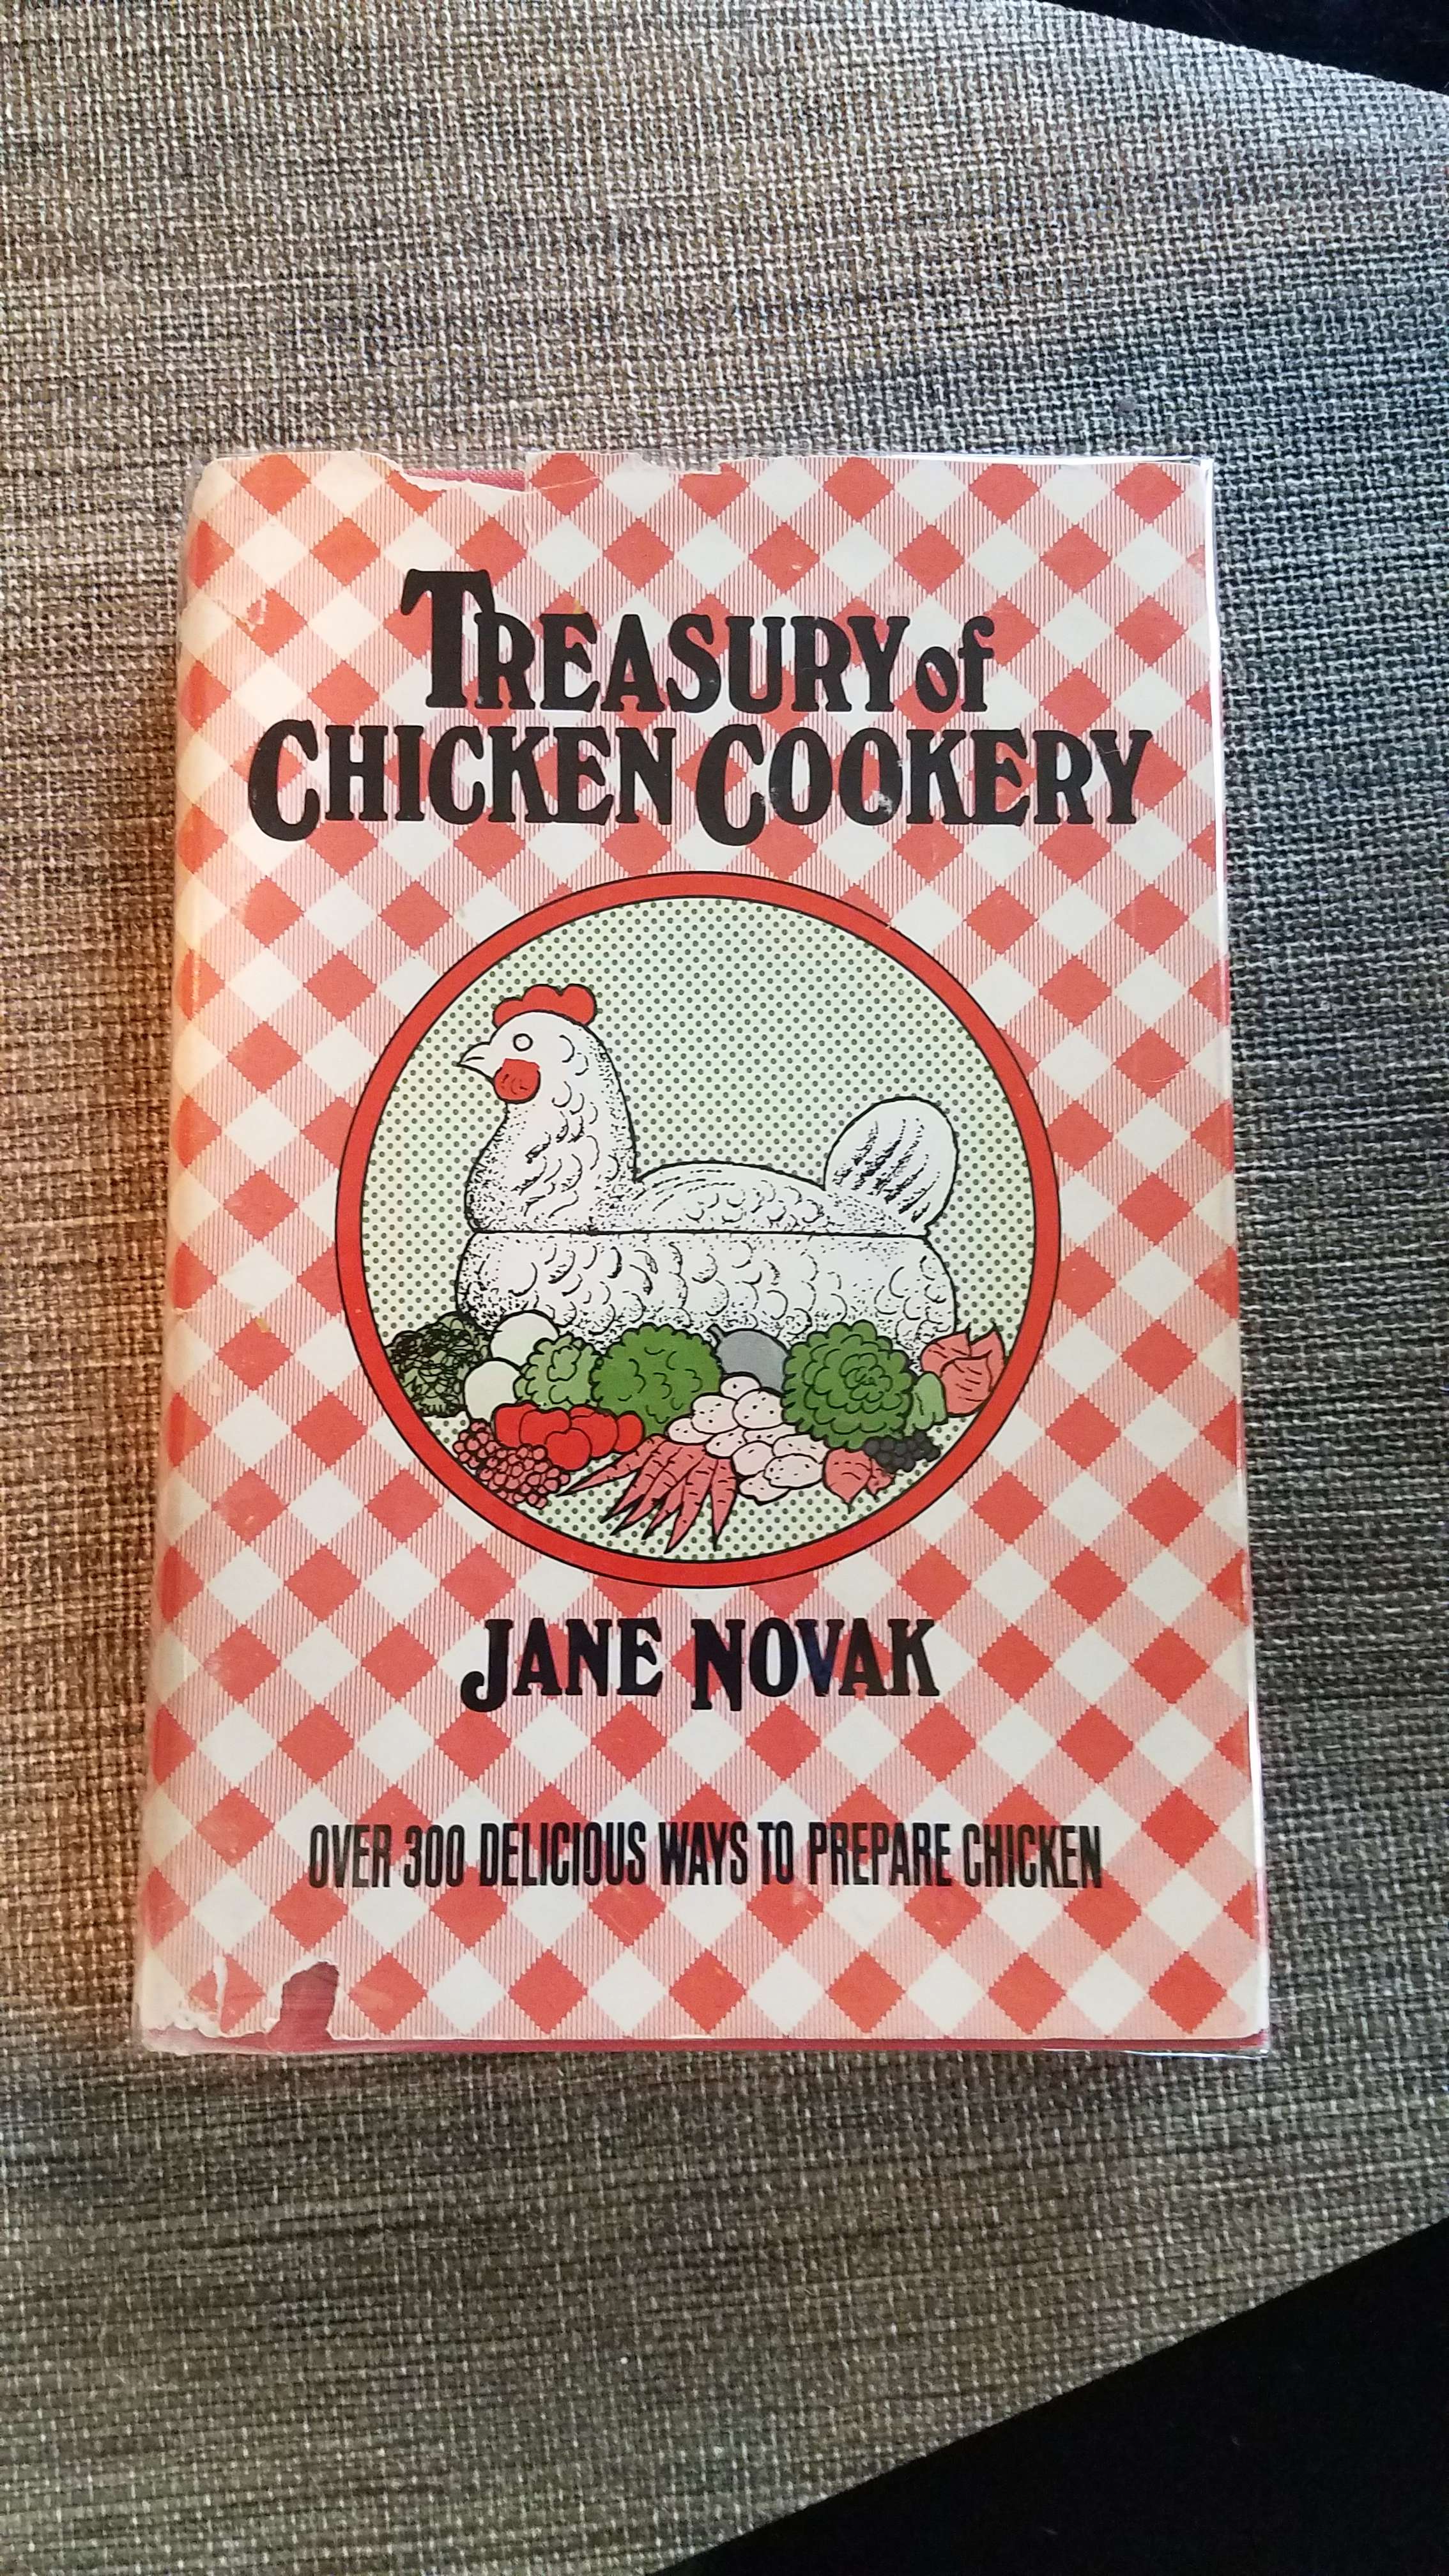 TREASURY of
CHICKEN COOKERY
JANE NOVAK
OVER 300 DELICIOUS WAYS TO PREPARE CHICKEN